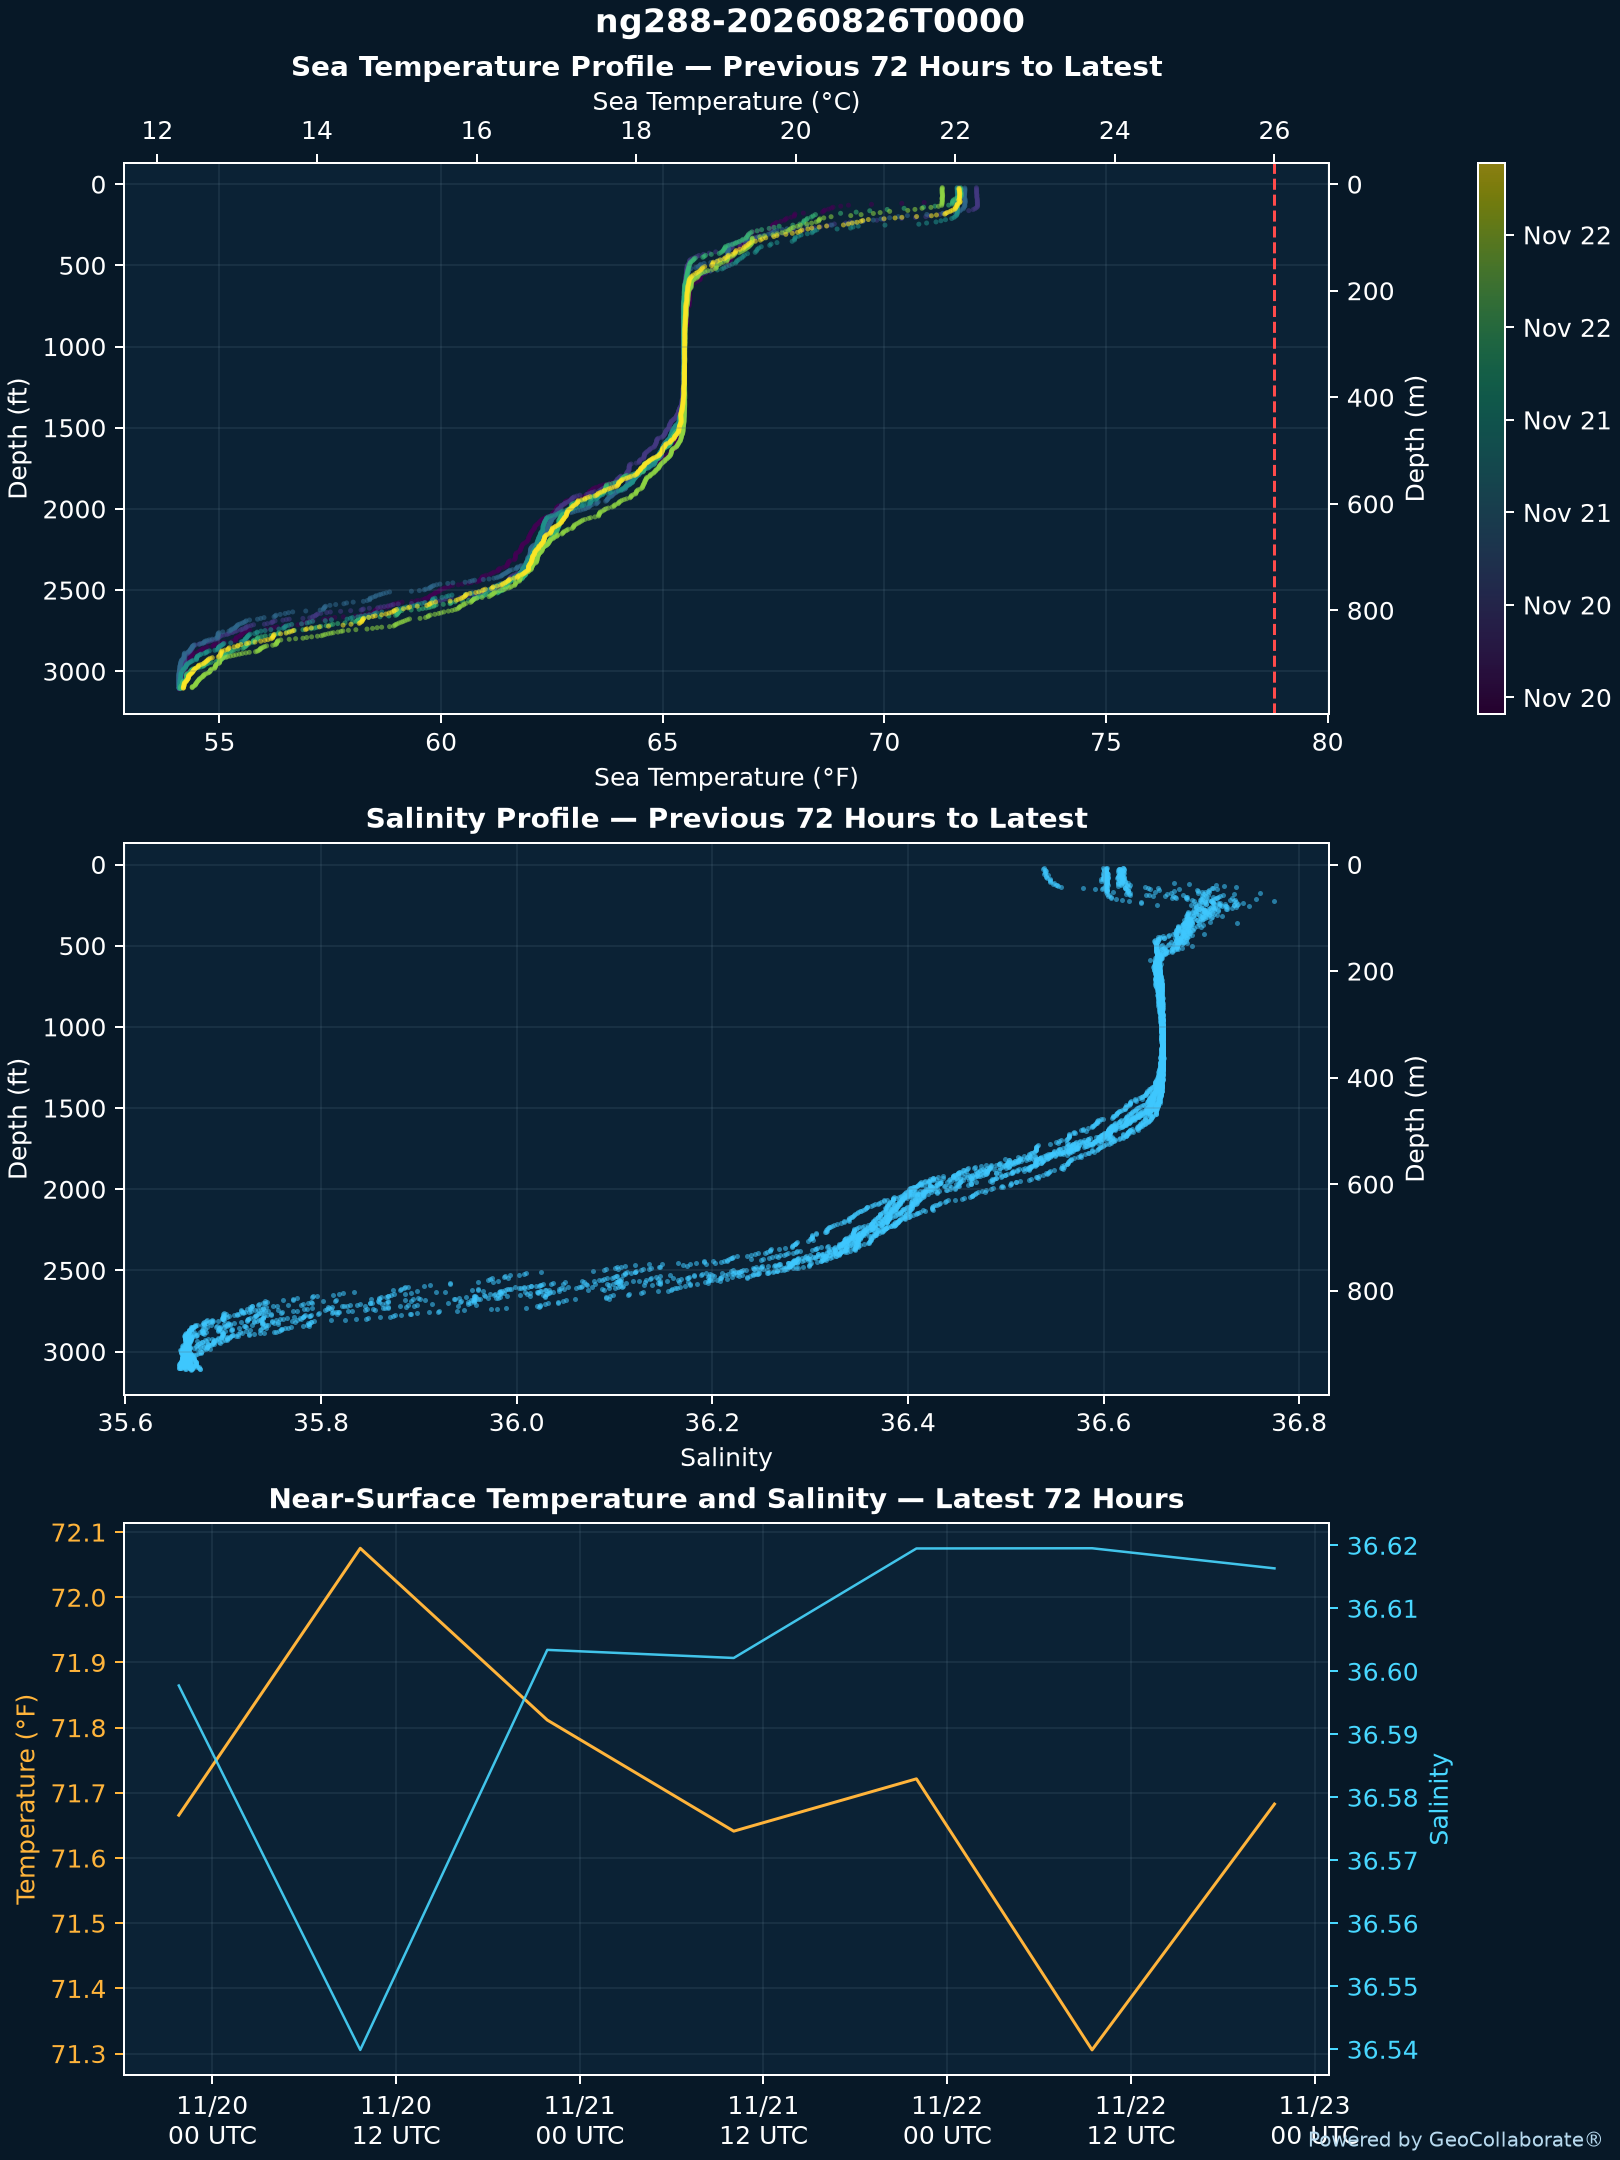 ng288-20260826T0000
Sea Temperature Profile — Previous 72 Hours to Latest
Sea Temperature (°C)
12 14 16 18 20 22 24 26
0
500
1000
1500
2000
2500
3000
Depth (ft)
0
200
400
600
800
Depth (m)
Nov 22
Nov 22
Nov 21
Nov 21
Nov 20
Nov 20
55 60 65 70 75 80
Sea Temperature (°F)
Salinity Profile — Previous 72 Hours to Latest
0
500
1000
1500
2000
2500
3000
Depth (ft)
0
200
400
600
800
Depth (m)
35.6 35.8 36.0 36.2 36.4 36.6 36.8
Salinity
Near-Surface Temperature and Salinity — Latest 72 Hours
72.1
72.0
71.9
71.8
71.7
71.6
71.5
71.4
71.3
Temperature (°F)
36.62
36.61
36.60
36.59
36.58
36.57
36.56
36.55
36.54
Salinity
11/20 11/20 11/21 11/21 11/22 11/22 11/23
00 UTC 12 UTC 00 UTC 12 UTC 00 UTC 12 UTC 00 UTC
Powered by GeoCollaborate®